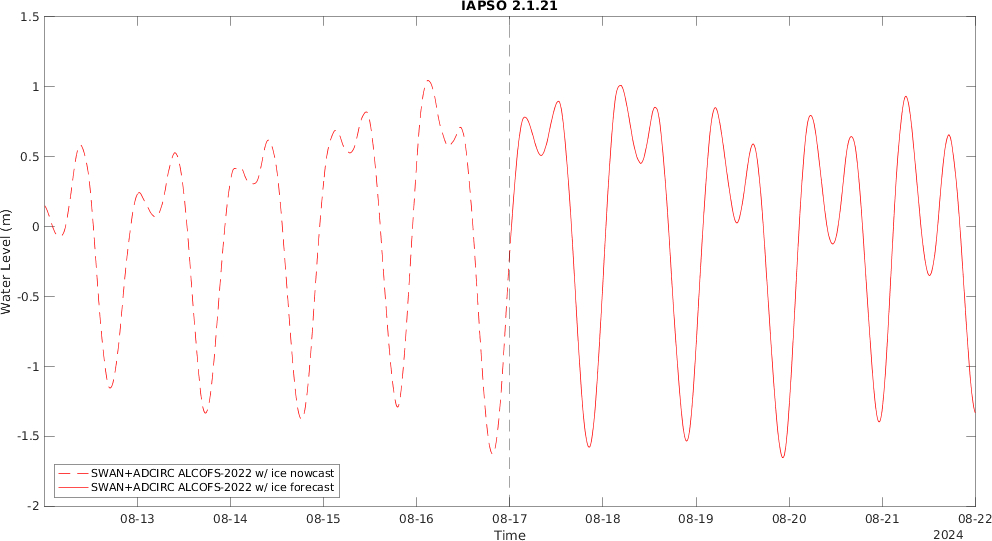 IAPSO 2.1.21
1.5
1
0.5
0
-0.5
-1
-1.5
-2
Water Level (m)
SWAN+ADCIRC ALCOFS-2022 w/ ice nowcast
SWAN+ADCIRC ALCOFS-2022 w/ ice forecast
08-13 08-14 08-15 08-16 08-17 08-18 08-19 08-20 08-21 08-22
Time
2024